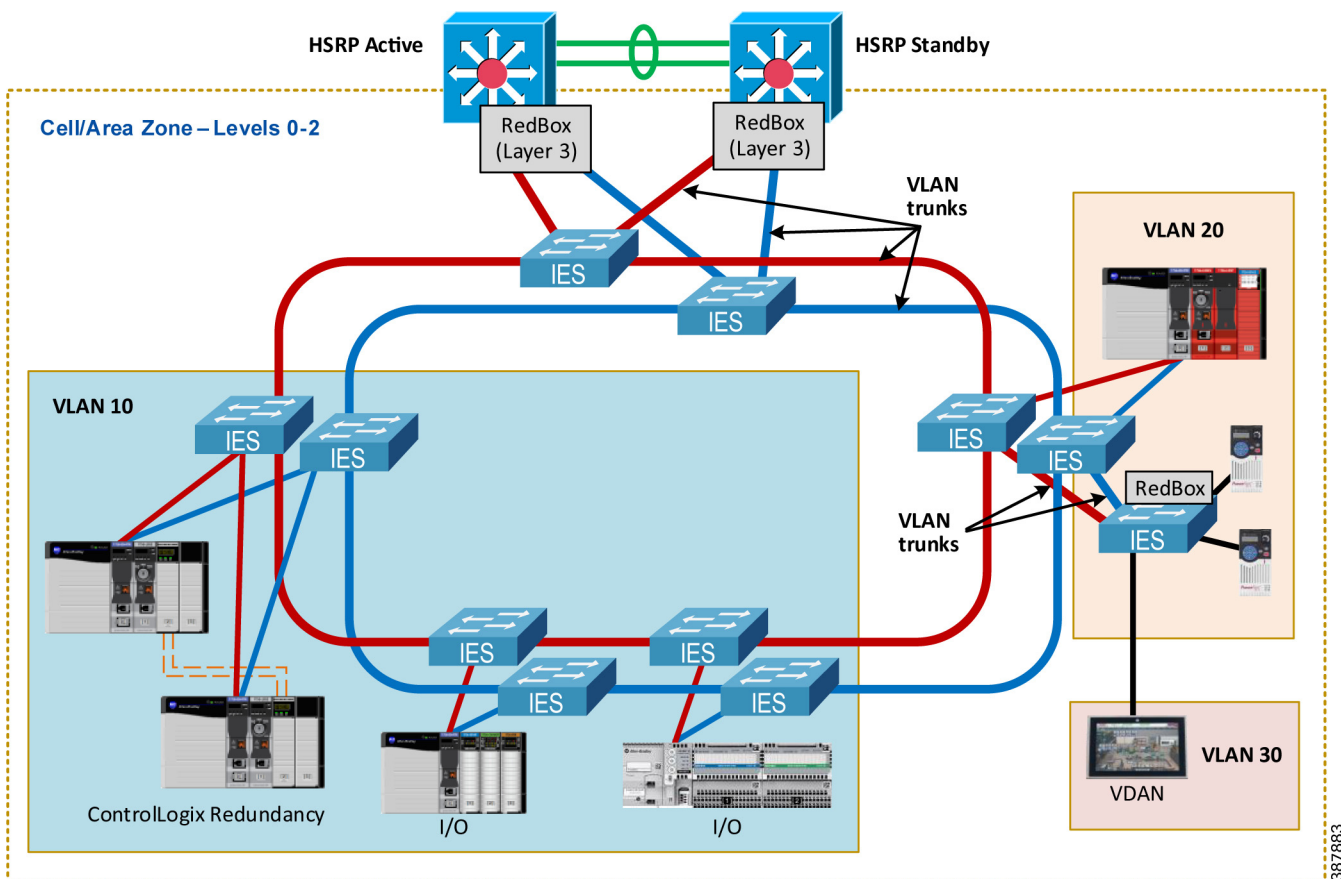 HSRP Active
HSRP Standby
Cell/Area Zone – Levels 0-2
RedBox
(Layer 3)
RedBox
(Layer 3)
VLAN
trunks
VLAN 20
IES
IES
VLAN 10
IES
IES
IES
IES
RedBox
VLAN
trunks
IES
IES
IES
IES
IES
VLAN 30
VDAN
ControlLogix Redundancy
I/O
I/O
387883